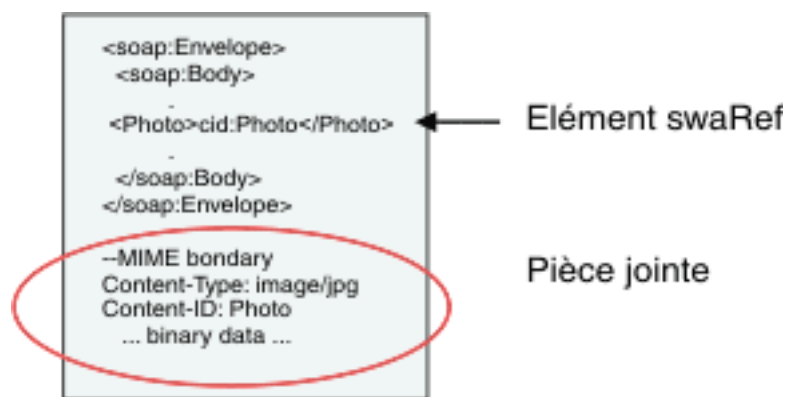 <soap:Envelope>
<soap:Body>
.
<Photo>cid:Photo</Photo>
Elément swaRef
.
</soap:Body>
</soap:Envelope>
--MIME bondary
Content-Type: image/jpg
Pièce jointe
Content-ID: Photo
... binary data ...